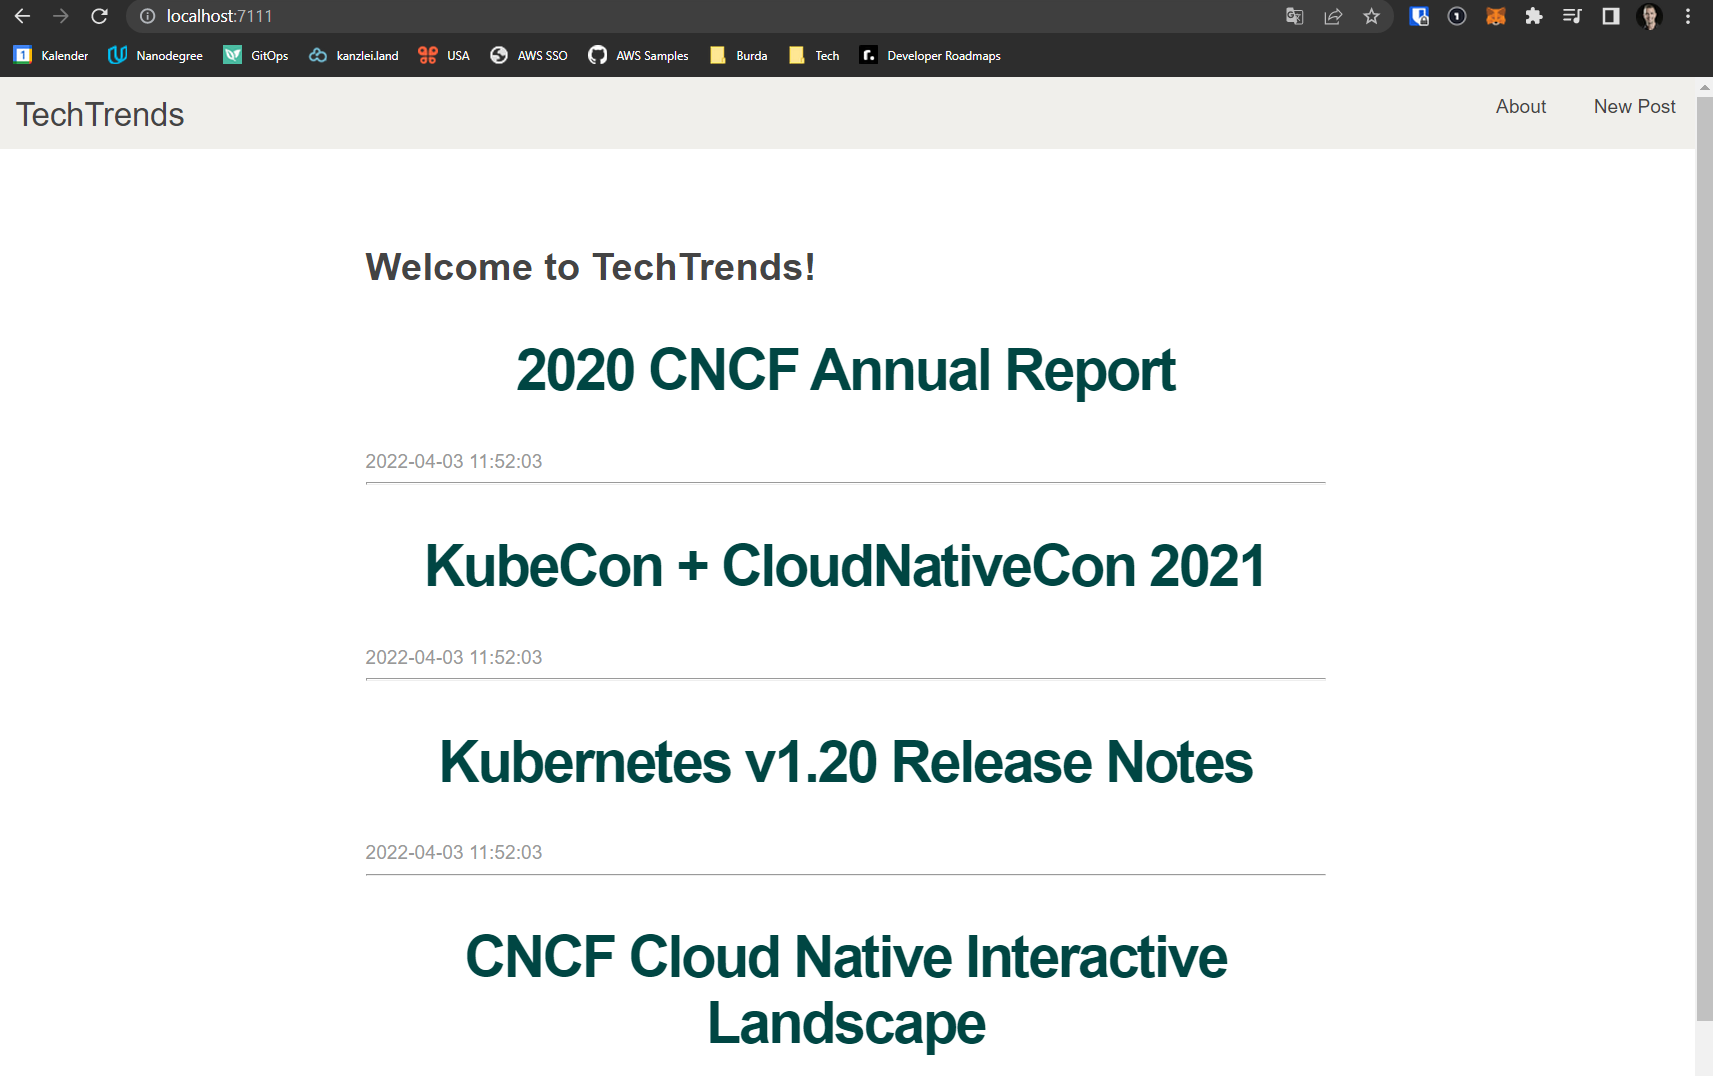 localhost:7111
1 Kalender Nanodegree GitOps kanzlei.land USA AWS SSO AWS Samples Burda Tech r. Developer Roadmaps
TechTrends About New Post
Welcome to TechTrends!
2020 CNCF Annual Report
2022-04-03 11:52:03
KubeCon + CloudNativeCon 2021
2022-04-03 11:52:03
Kubernetes v1.20 Release Notes
2022-04-03 11:52:03
CNCF Cloud Native Interactive
Landscape